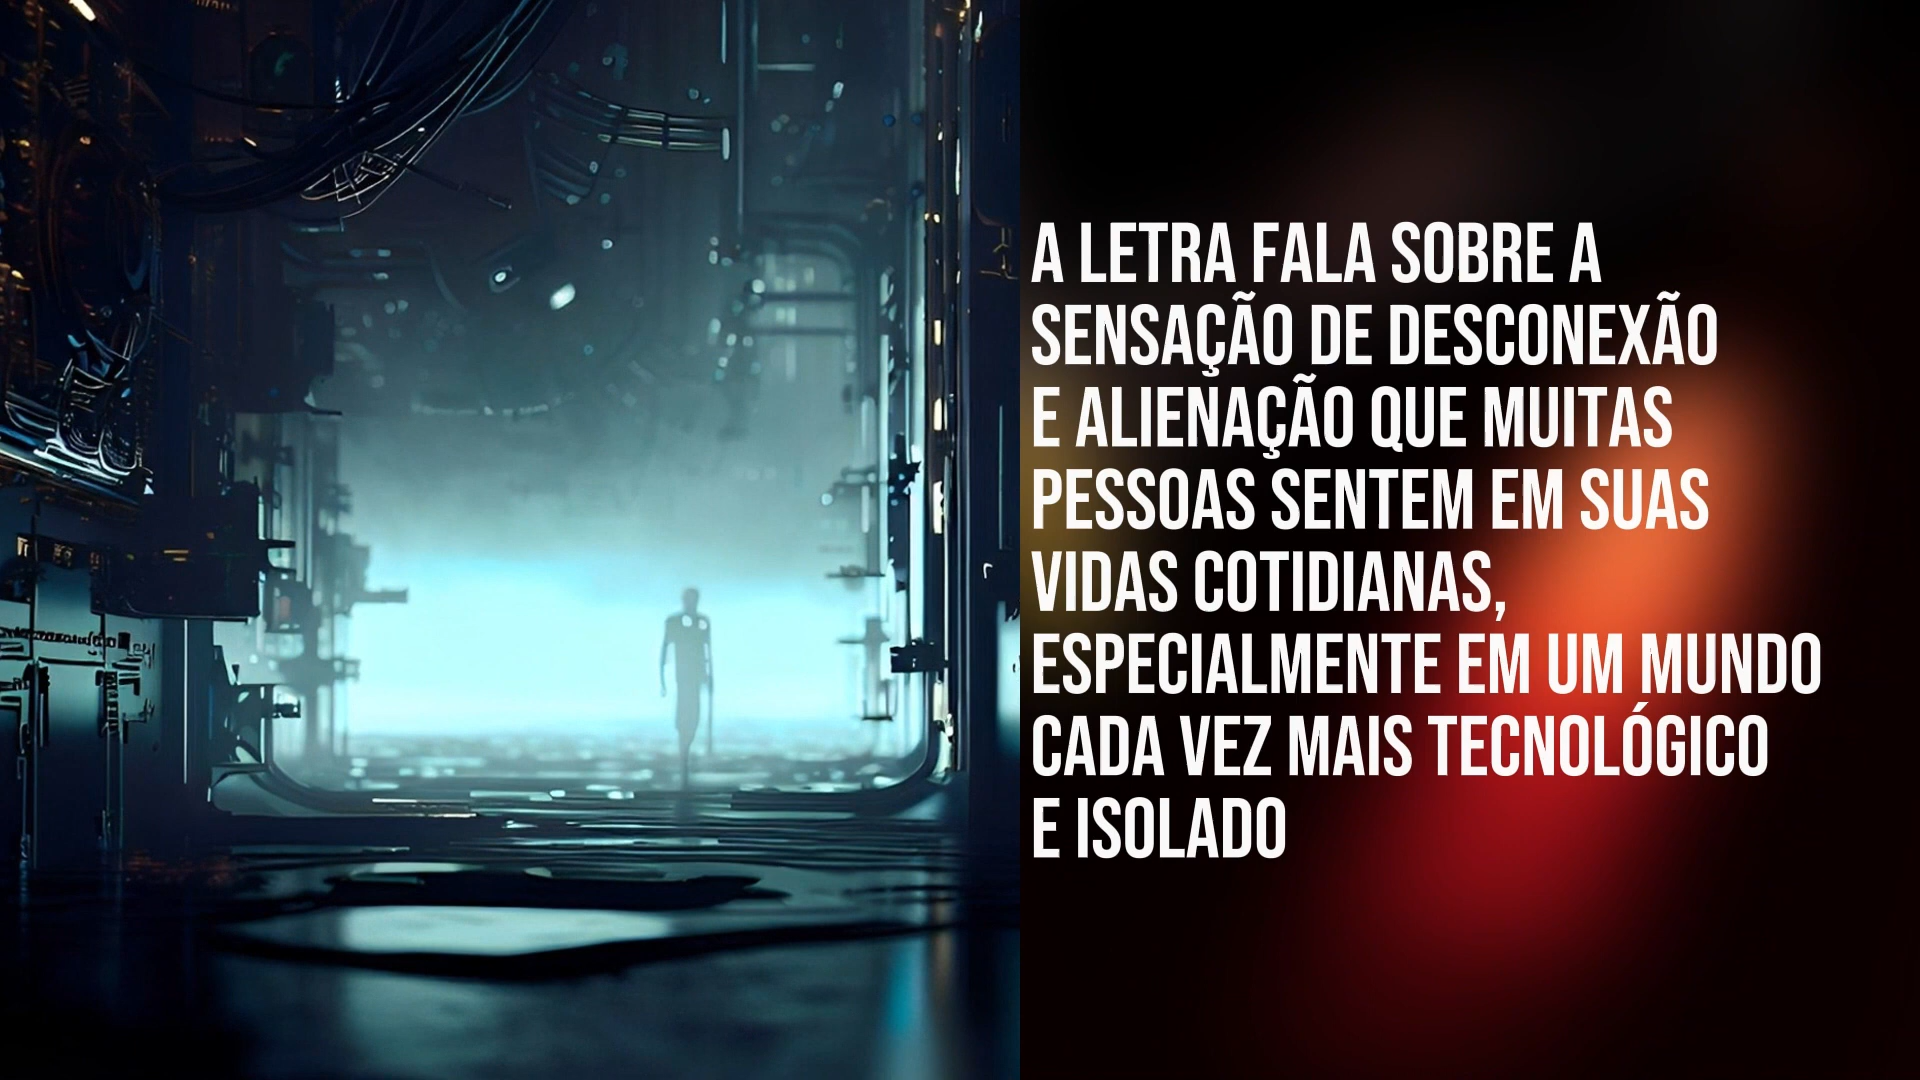 A LETRA FALA SOBRE A
SENSAÇÃO DE DESCONEXÃO
E ALIENAÇÃO QUE MUITAS
PESSOAS SENTEM EM SUAS
VIDAS COTIDIANAS,
ESPECIALMENTE EM UM MUNDO
CADA VEZ MAIS TECNOLÓGICO
E ISOLADO